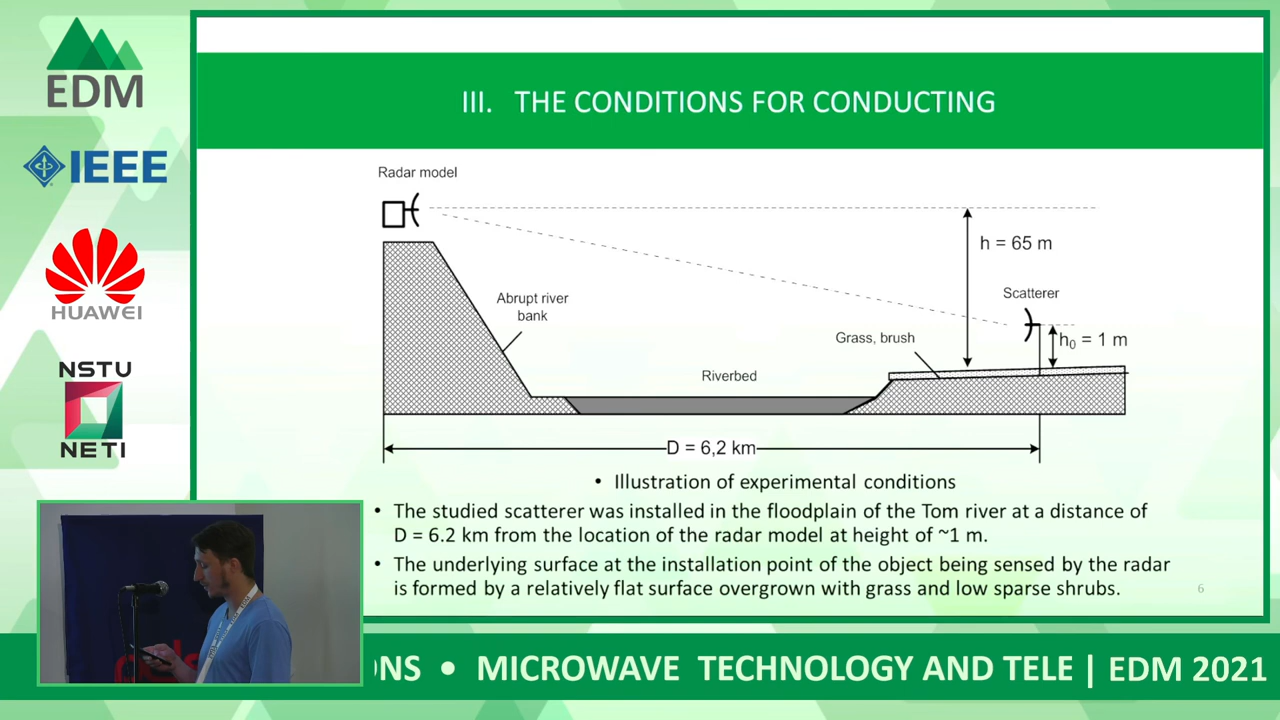 EDM
IEEE
HUAWEI
NSTU
NETI
III. THE CONDITIONS FOR CONDUCTING
Radar model
h = 65 m
Scatterer
Abrupt river
bank
Grass, brush
h₀ = 1 m
Riverbed
D = 6,2 km
• Illustration of experimental conditions
• The studied scatterer was installed in the floodplain of the Tom river at a distance of
D = 6.2 km from the location of the radar model at height of ~1 m.
• The underlying surface at the installation point of the object being sensed by the radar
is formed by a relatively flat surface overgrown with grass and low sparse shrubs.
6
ONS • MICROWAVE TECHNOLOGY AND TELE | EDM 2021